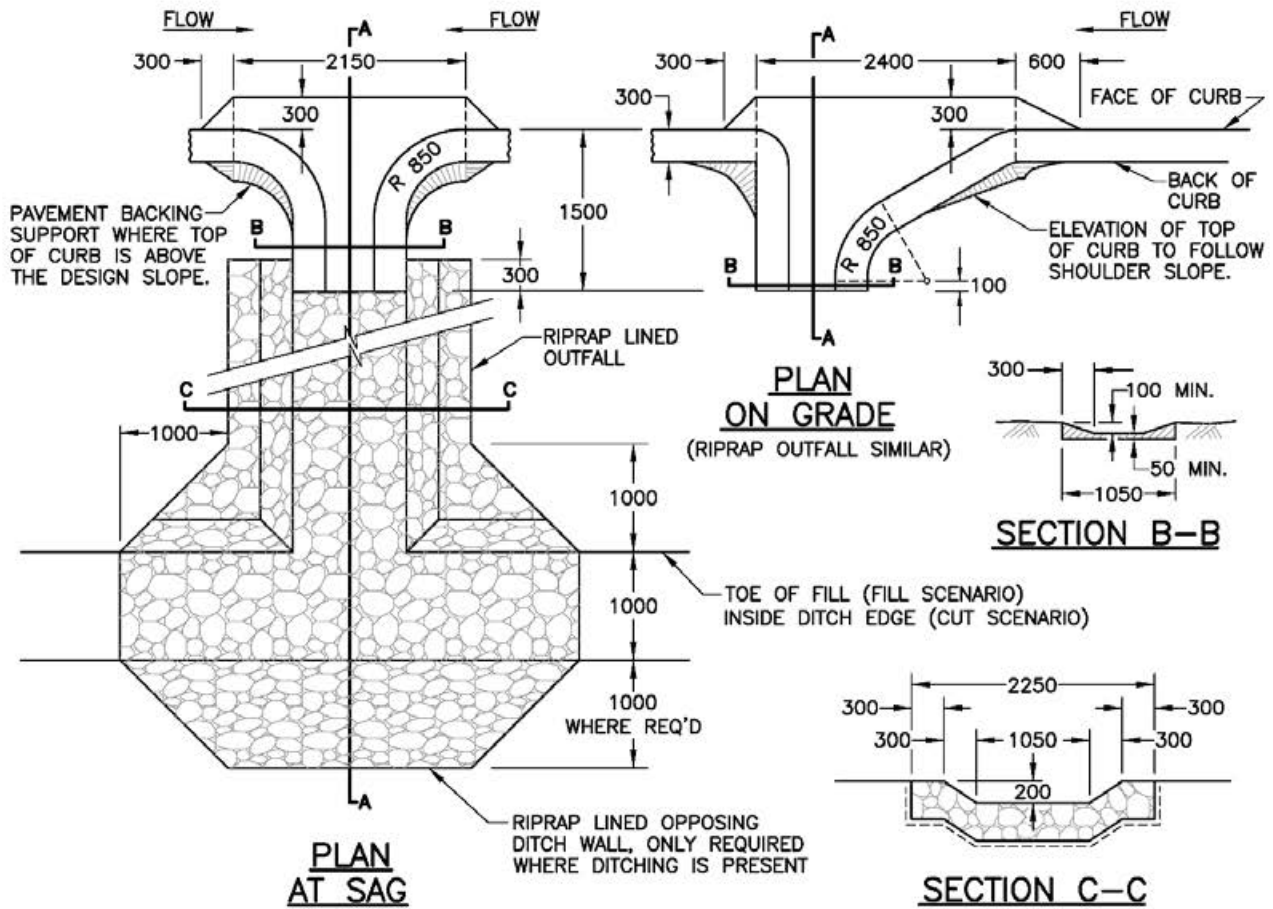 FLOW
A
FLOW
300
2150
300
R 850
1500
PAVEMENT BACKING
SUPPORT WHERE TOP
OF CURB IS ABOVE
THE DESIGN SLOPE.
B
B
300
RIPRAP LINED
OUTFALL
C
C
1000
1000
1000
TOE OF FILL (FILL SCENARIO)
INSIDE DITCH EDGE (CUT SCENARIO)
1000
WHERE REQ'D
A
RIPRAP LINED OPPOSING
DITCH WALL, ONLY REQUIRED
WHERE DITCHING IS PRESENT
PLAN
AT SAG
A
FLOW
300
2400
600
300
300
FACE OF CURB
BACK OF
CURB
R 850
ELEVATION OF TOP
OF CURB TO FOLLOW
SHOULDER SLOPE.
B
B
100
A
PLAN
ON GRADE
(RIPRAP OUTFALL SIMILAR)
300
100 MIN.
50 MIN.
1050
SECTION B-B
2250
300
300
300
1050
300
200
SECTION C-C